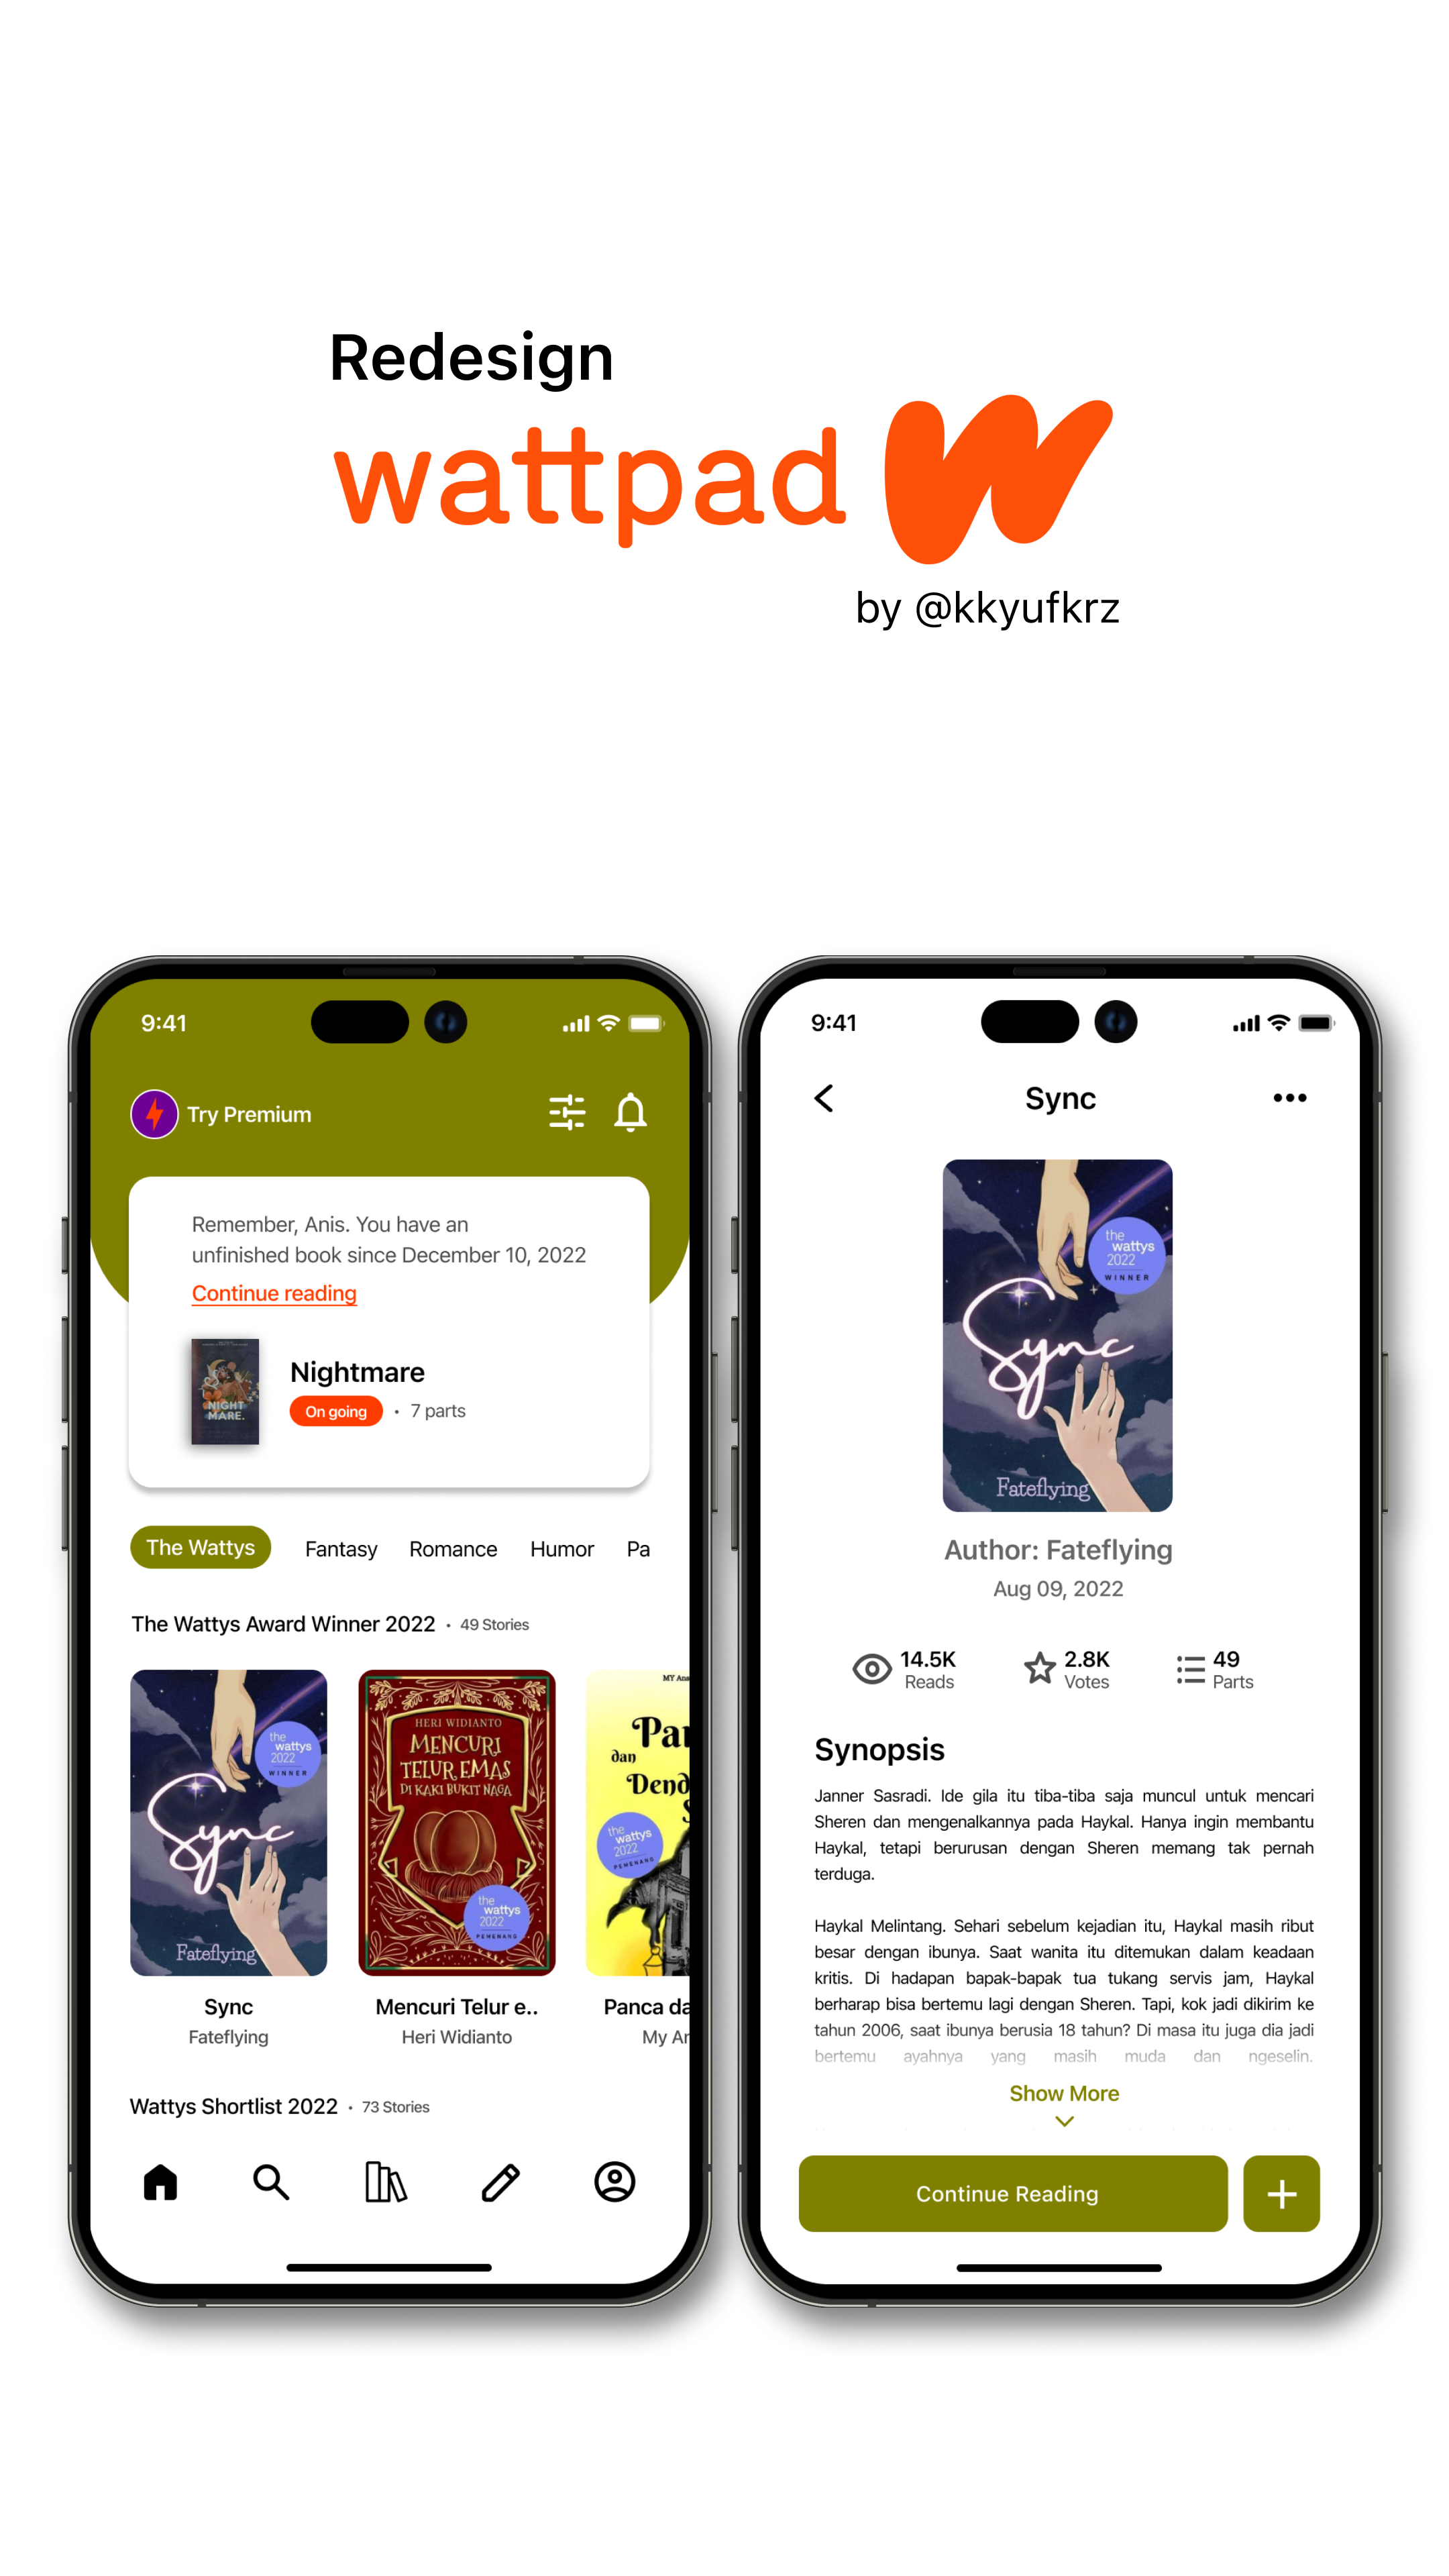 Redesign
wattpad
by @kkyufkrz
9:41
Try Premium
Remember, Anis. You have an
unfinished book since December 10, 2022
Continue reading
NIGHT
MARE.
Nightmare
On going • 7 parts
The Wattys Fantasy Romance Humor Pa
The Wattys Award Winner 2022 • 49 Stories
the
wattys
2022
WINNER
Sync
Fateflying
HERI WIDIANTO
MENCURI
TELUR EMAS
DI KAKI BUKIT NAGA
the
wattys
2022
PEMENANG
MY Ana
Pan
dan
Dend
S
the
wattys
2022
PEMENANG
Sync Mencuri Telur e.. Panca da
Fateflying Heri Widianto My Ar
Wattys Shortlist 2022 • 73 Stories
9:41
Sync
the
wattys
2022
WINNER
Sync
Fateflying
Author: Fateflying
Aug 09, 2022
14.5K 2.8K 49
Reads Votes Parts
Synopsis
Janner Sasradi. Ide gila itu tiba-tiba saja muncul untuk mencari
Sheren dan mengenalkannya pada Haykal. Hanya ingin membantu
Haykal, tetapi berurusan dengan Sheren memang tak pernah
terduga.
Haykal Melintang. Sehari sebelum kejadian itu, Haykal masih ribut
besar dengan ibunya. Saat wanita itu ditemukan dalam keadaan
kritis. Di hadapan bapak-bapak tua tukang servis jam, Haykal
berharap bisa bertemu lagi dengan Sheren. Tapi, kok jadi dikirim ke
tahun 2006, saat ibunya berusia 18 tahun? Di masa itu juga dia jadi
bertemu ayahnya yang masih muda dan ngeselin.
Show More
Continue Reading